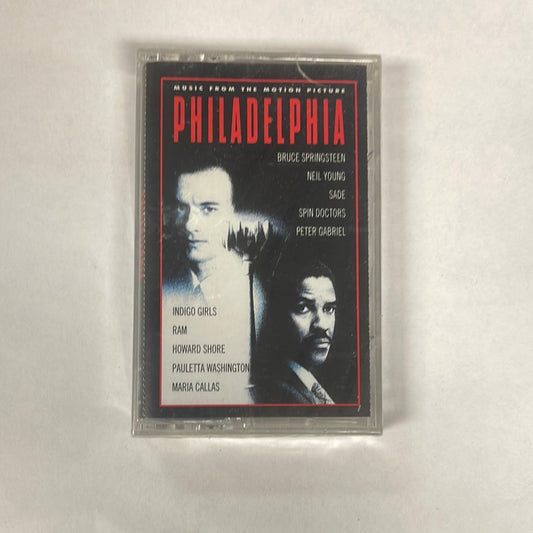 MUSIC FROM THE MOTION PICTURE
PHILADELPHIA
BRUCE SPRINGSTEEN
NEIL YOUNG
SADE
SPIN DOCTORS
PETER GABRIEL
INDIGO GIRLS
RAM
HOWARD SHORE
PAULETTA WASHINGTON
MARIA CALLAS